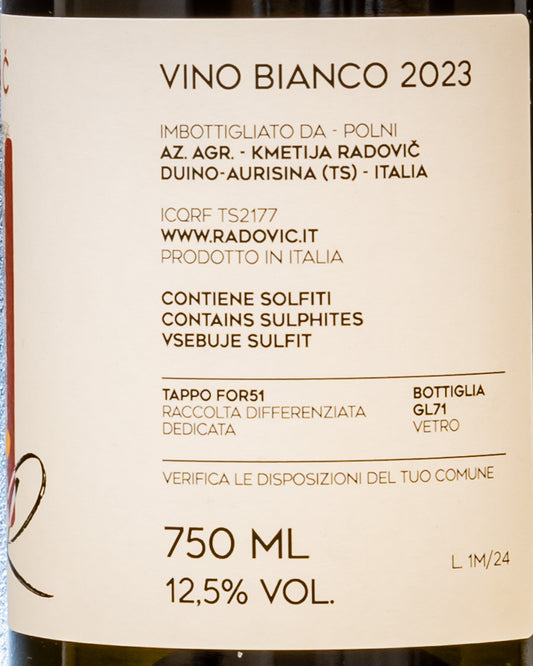 VINO BIANCO 2023
IMBOTTIGLIATO DA - POLNI
AZ. AGR. - KMETIJA RADOVIČ
DUINO-AURISINA (TS) - ITALIA
ICQRF TS2177
WWW.RADOVIC.IT
PRODOTTO IN ITALIA
CONTIENE SOLFITI
CONTAINS SULPHITES
VSEBUJE SULFIT
TAPPO FOR51
RACCOLTA DIFFERENZIATA
DEDICATA
BOTTIGLIA
GL71
VETRO
VERIFICA LE DISPOSIZIONI DEL TUO COMUNE
750 ML
12,5% VOL.
L. 1M/24